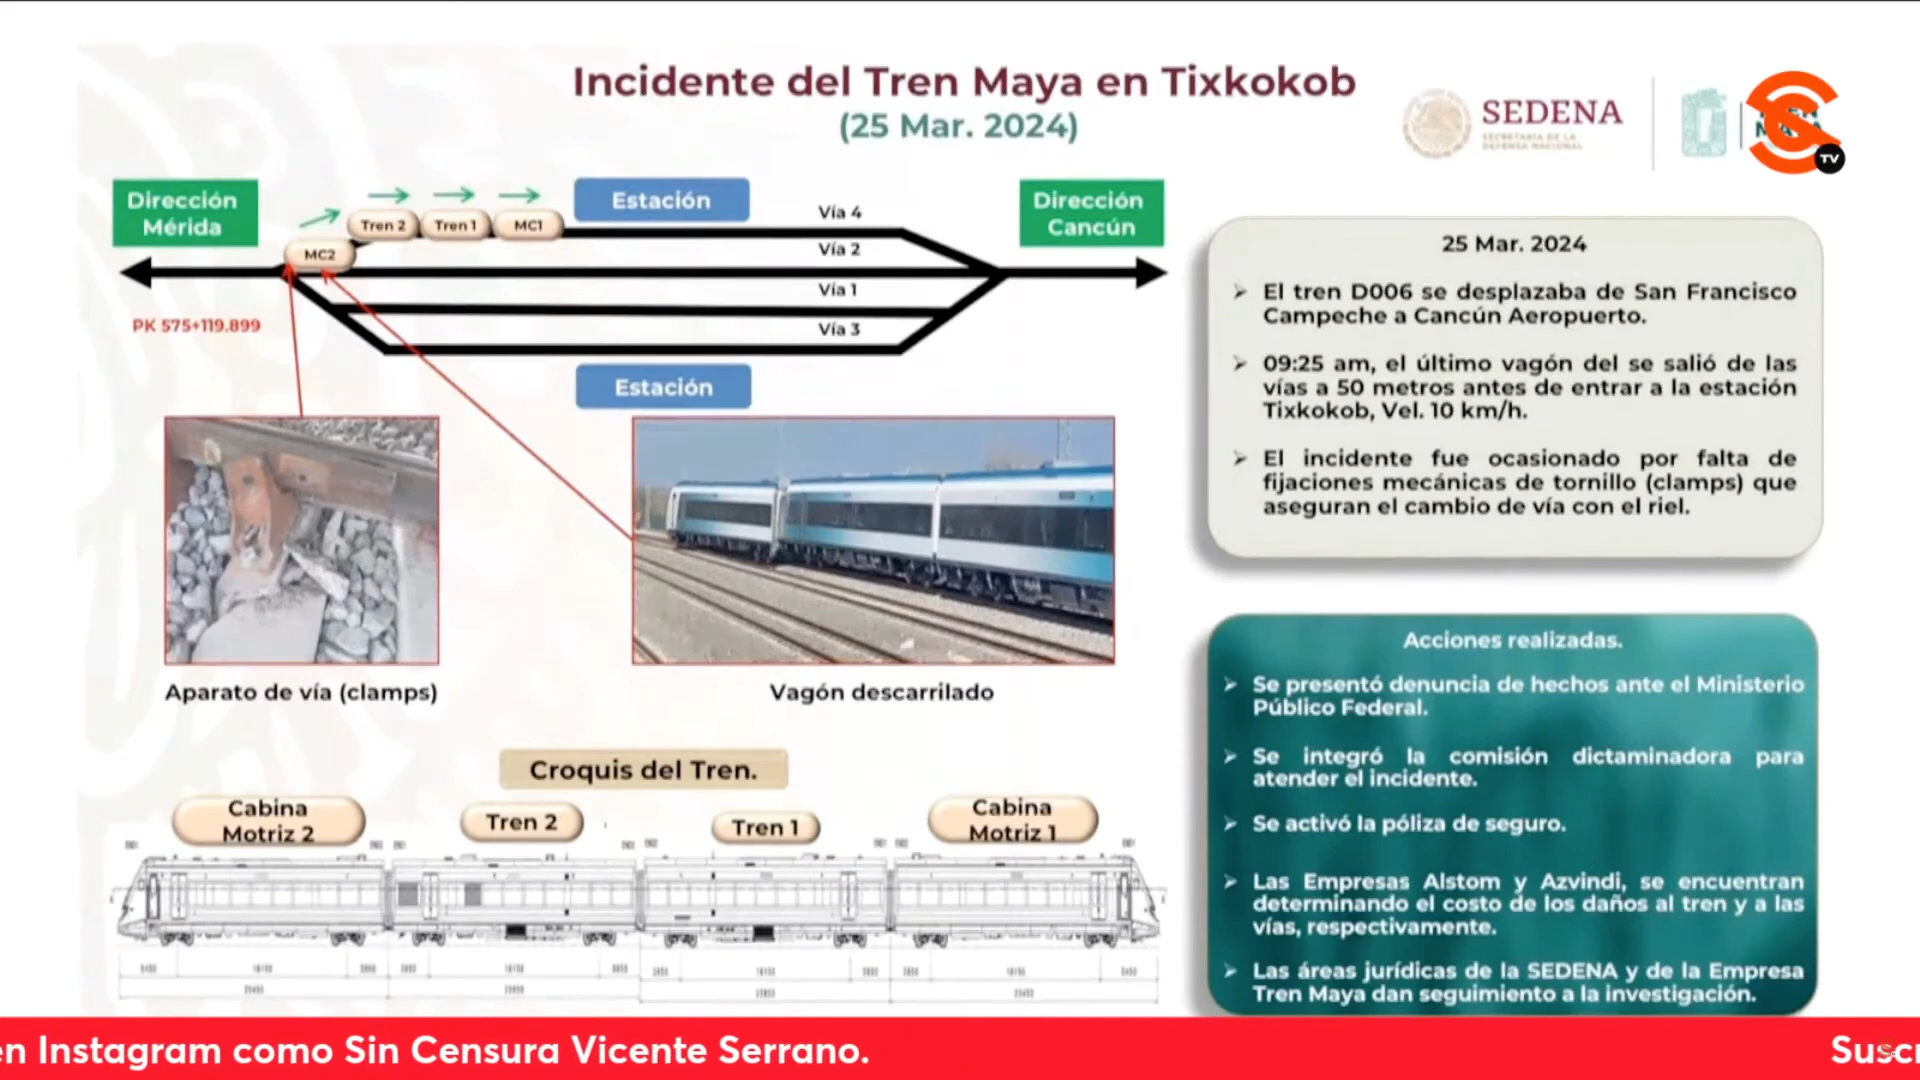 Incidente del Tren Maya en Tixkokob
(25 Mar. 2024)
SEDENA
SECRETARÍA DE LA
DEFENSA NACIONAL
TV
Dirección
Mérida
Tren 2
Tren 1
MC1
MC2
Estación
Vía 4
Vía 2
Vía 1
Vía 3
Dirección
Cancún
PK 575+119.899
Estación
Aparato de vía (clamps)
Vagón descarrilado
25 Mar. 2024
➢ El tren D006 se desplazaba de San Francisco
Campeche a Cancún Aeropuerto.
➢ 09:25 am, el último vagón del se salió de las
vías a 50 metros antes de entrar a la estación
Tixkokob, Vel. 10 km/h.
➢ El incidente fue ocasionado por falta de
fijaciones mecánicas de tornillo (clamps) que
aseguran el cambio de vía con el riel.
Acciones realizadas.
➢ Se presentó denuncia de hechos ante el Ministerio
Público Federal.
➢ Se integró la comisión dictaminadora para
atender el incidente.
➢ Se activó la póliza de seguro.
➢ Las Empresas Alstom y Azvindi, se encuentran
determinando el costo de los daños al tren y a las
vías, respectivamente.
➢ Las áreas jurídicas de la SEDENA y de la Empresa
Tren Maya dan seguimiento a la investigación.
Croquis del Tren.
Cabina
Motriz 2
Tren 2
Tren 1
Cabina
Motriz 1
en Instagram como Sin Censura Vicente Serrano.
Suscr